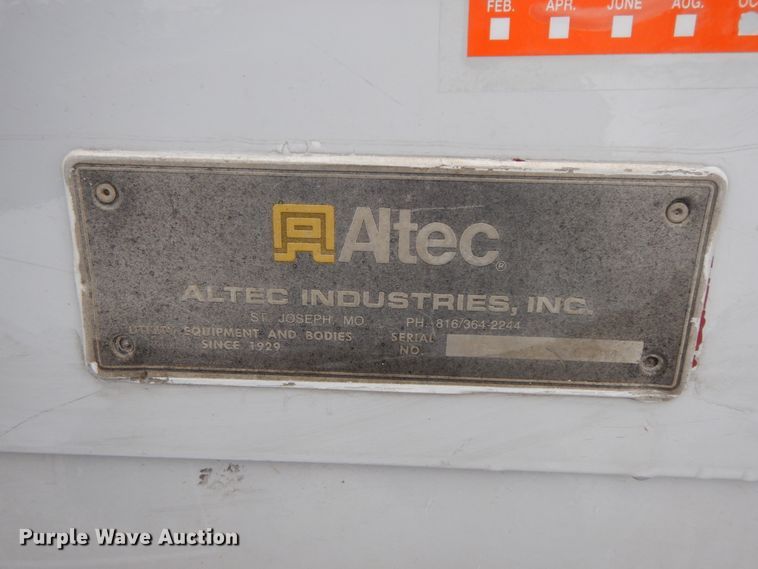 FEB. APR. JUNE AUG.
Altec®
ALTEC INDUSTRIES, INC.
ST. JOSEPH, MO. PH. 816/364-2244
UTILITY EQUIPMENT AND BODIES
SINCE 1929
SERIAL
NO.
Purple Wave Auction